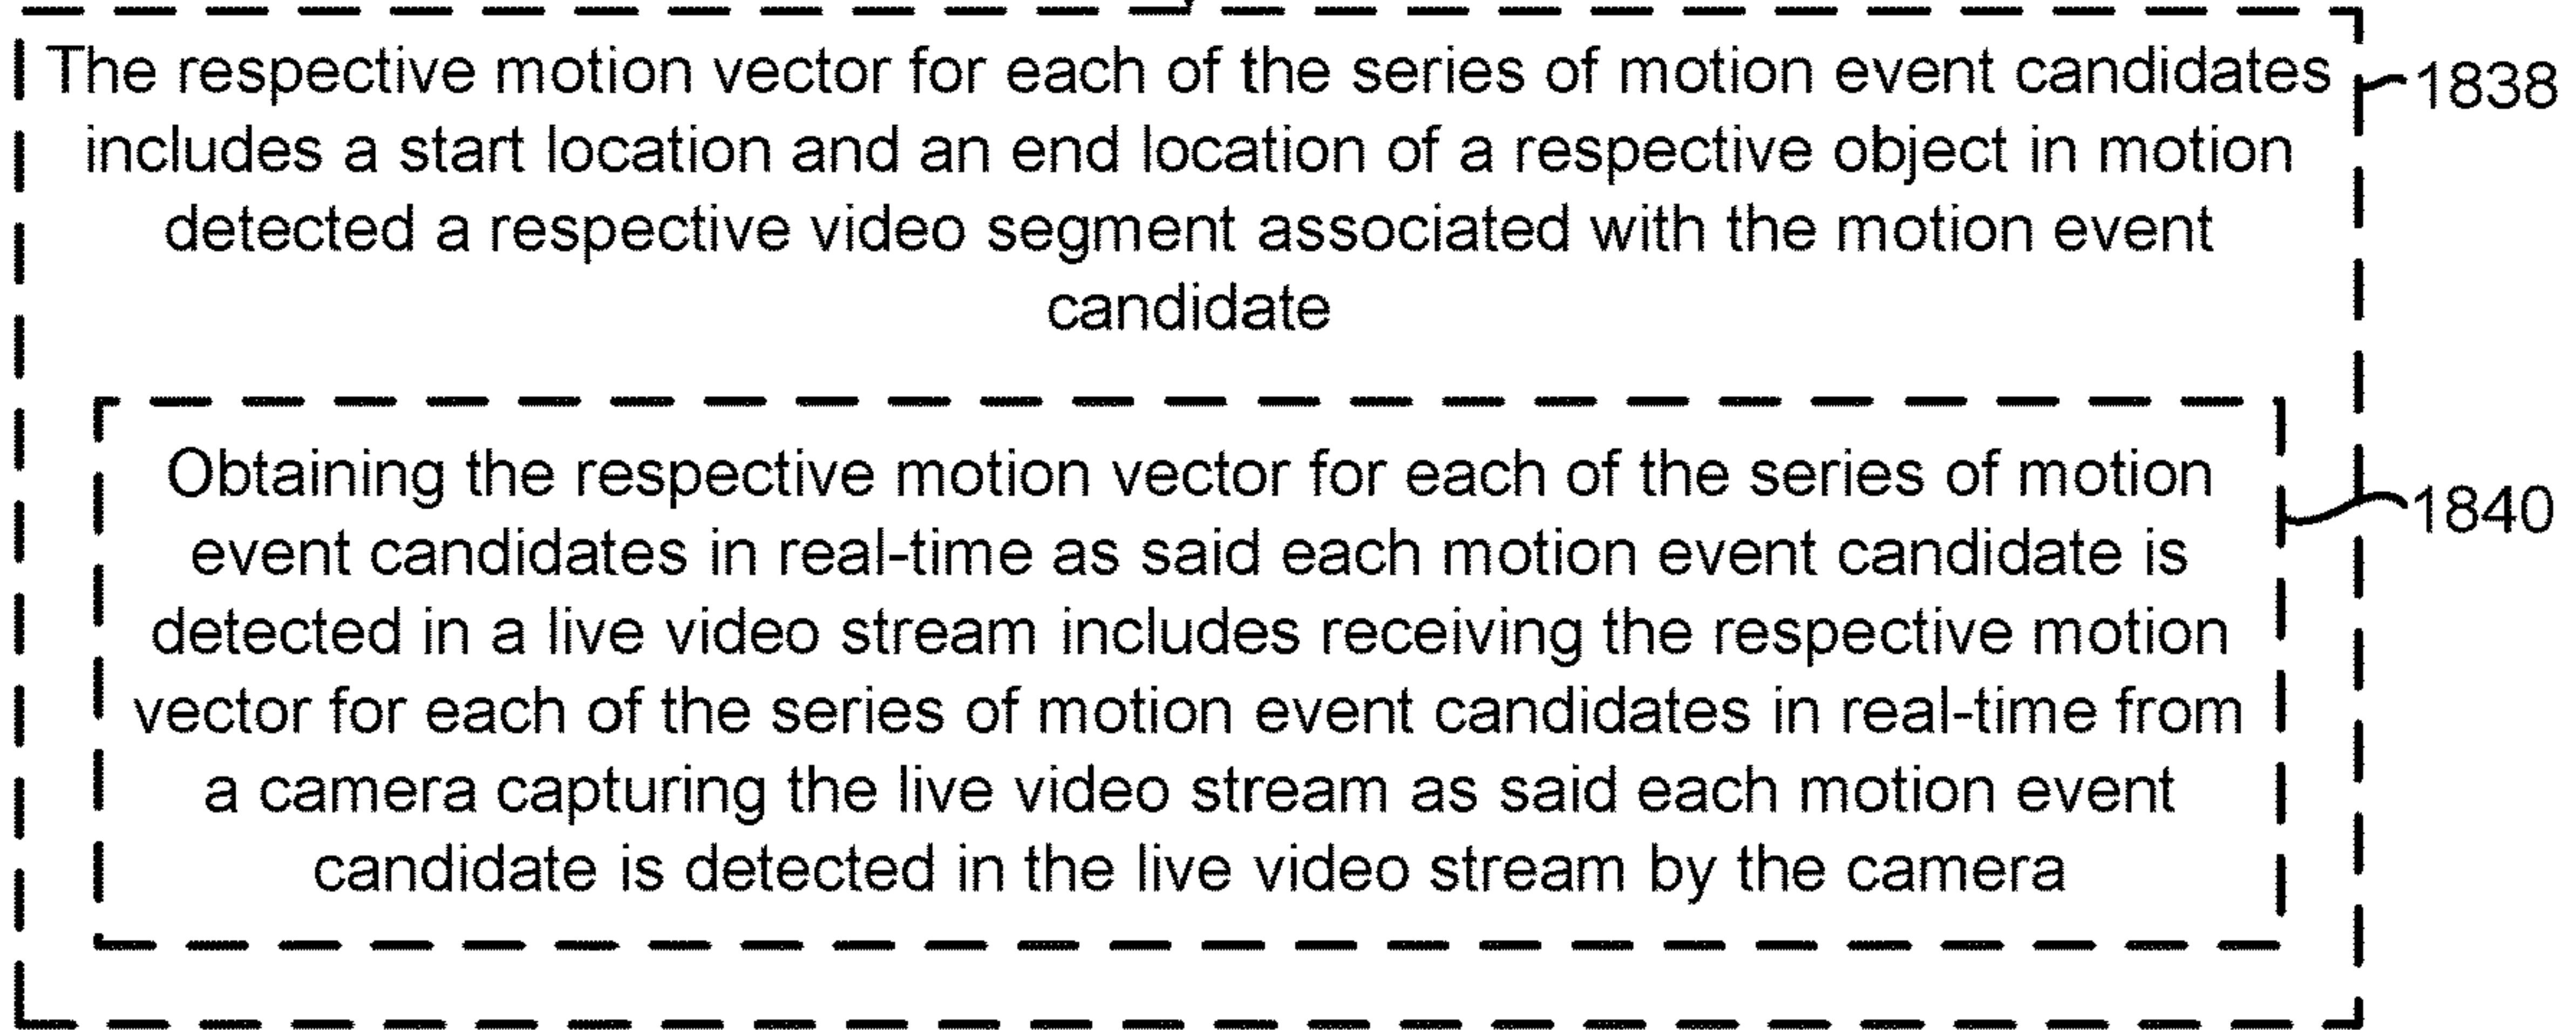 The respective motion vector for each of the series of motion event candidates
1838
includes a start location and an end location of a respective object in motion
detected a respective video segment associated with the motion event
candidate
Obtaining the respective motion vector for each of the series of motion
1840
event candidates in real-time as said each motion event candidate is
detected in a live video stream includes receiving the respective motion
vector for each of the series of motion event candidates in real-time from
a camera capturing the live video stream as said each motion event
candidate is detected in the live video stream by the camera